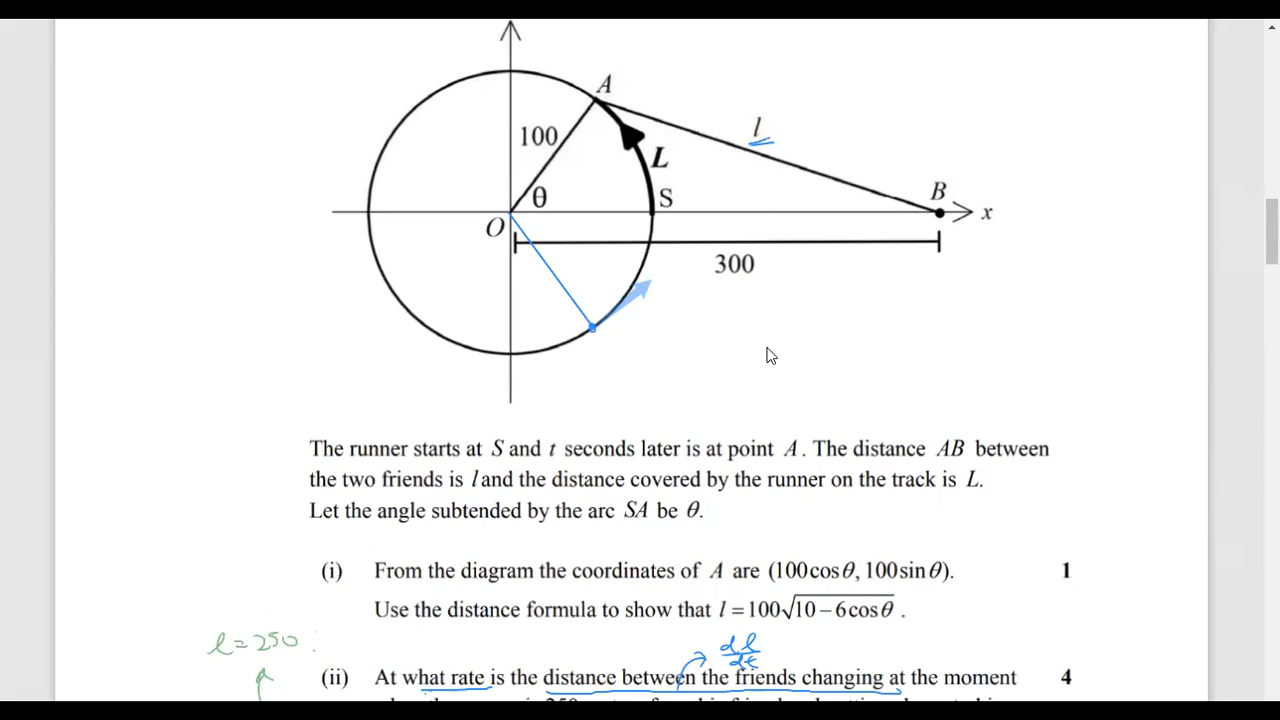 A
100
l
L
θ
S
B
x
O
300
The runner starts at S and t seconds later is at point A. The distance AB between
the two friends is l and the distance covered by the runner on the track is L.
Let the angle subtended by the arc SA be θ.
(i) From the diagram the coordinates of A are (100cosθ, 100sinθ). 1
Use the distance formula to show that l = 100√(10 − 6cosθ) .
l = 250
dl/dt
(ii) At what rate is the distance between the friends changing at the moment 4